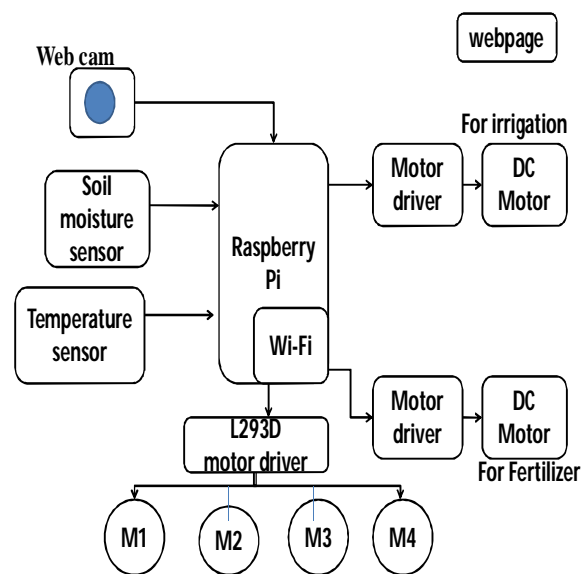 webpage
Web cam
For irrigation
Soil
moisture
sensor
Motor
driver
DC
Motor
Raspberry
Pi
Temperature
sensor
Wi-Fi
Motor
driver
DC
Motor
For Fertilizer
L293D
motor driver
M1
M2
M3
M4